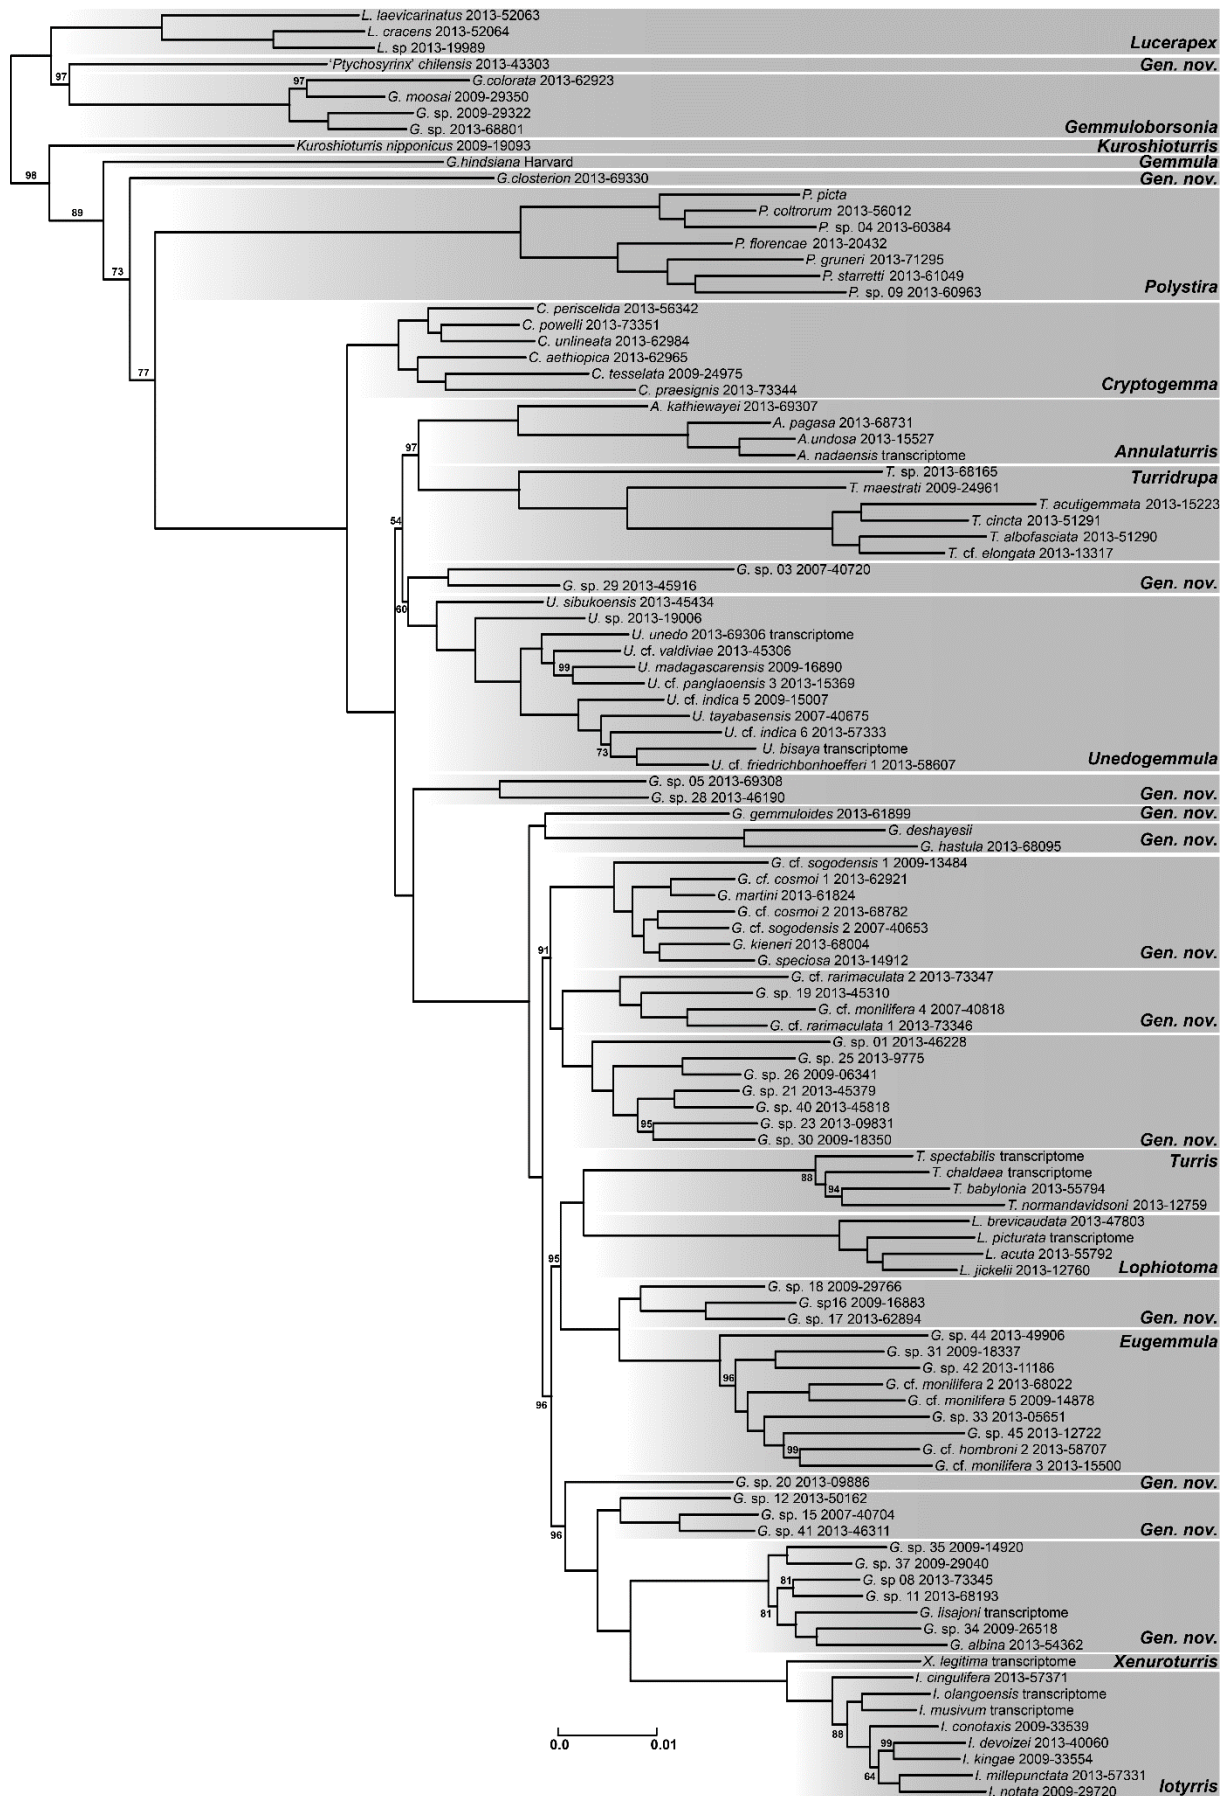 L. laevicarinatus 2013-52063
L. cracens 2013-52064
L. sp 2013-19989
Lucerapex
97
'Ptychosyrinx' chilensis 2013-43303
Gen. nov.
97
G.colorata 2013-62923
G. moosai 2009-29350
G. sp. 2009-29322
G. sp. 2013-68801
Gemmuloborsonia
Kuroshioturris nipponicus 2009-19093
Kuroshioturris
G.hindsiana Harvard
Gemmula
98
G.closterion 2013-69330
Gen. nov.
P. picta
89
P. coltrorum 2013-56012
P. sp. 04 2013-60384
P. florencae 2013-20432
P. gruneri 2013-71295
73
P. starretti 2013-61049
P. sp. 09 2013-60963
Polystira
C. periscelida 2013-56342
C. powelli 2013-73351
C. unlineata 2013-62984
C. aethiopica 2013-62965
77
C. tesselata 2009-24975
C. praesignis 2013-73344
Cryptogemma
A. kathiewayei 2013-69307
A. pagasa 2013-68731
A.undosa 2013-15527
97
A. nadaensis transcriptome
Annulaturris
T. sp. 2013-68165
Turridrupa
T. maestrati 2009-24961
T. acutigemmata 2013-15223
T. cincta 2013-51291
54
T. albofasciata 2013-51290
T. cf. elongata 2013-13317
G. sp. 03 2007-40720
G. sp. 29 2013-45916
Gen. nov.
60
U. sibukoensis 2013-45434
U. sp. 2013-19006
U. unedo 2013-69306 transcriptome
U. cf. valdiviae 2013-45306
99
U. madagascarensis 2009-16890
U. cf. panglaoensis 3 2013-15369
U. cf. indica 5 2009-15007
U. tayabasensis 2007-40675
U. cf. indica 6 2013-57333
73
U. bisaya transcriptome
U. cf. friedrichbonhoefferi 1 2013-58607
Unedogemmula
G. sp. 05 2013-69308
G. sp. 28 2013-46190
Gen. nov.
G. gemmuloides 2013-61899
Gen. nov.
G. deshayesii
G. hastula 2013-68095
Gen. nov.
G. cf. sogodensis 1 2009-13484
G. cf. cosmoi 1 2013-62921
G. martini 2013-61824
G. cf. cosmoi 2 2013-68782
G. cf. sogodensis 2 2007-40653
G. kieneri 2013-68004
91
G. speciosa 2013-14912
Gen. nov.
G. cf. rarimaculata 2 2013-73347
G. sp. 19 2013-45310
G. cf. monilifera 4 2007-40818
G. cf. rarimaculata 1 2013-73346
Gen. nov.
G. sp. 01 2013-46228
G. sp. 25 2013-9775
G. sp. 26 2009-06341
G. sp. 21 2013-45379
G. sp. 40 2013-45818
95
G. sp. 23 2013-09831
G. sp. 30 2009-18350
Gen. nov.
T. spectabilis transcriptome
Turris
88
T. chaldaea transcriptome
94
T. babylonia 2013-55794
T. normandavidsoni 2013-12759
L. brevicaudata 2013-47803
L. picturata transcriptome
95
L. acuta 2013-55792
L. jickelii 2013-12760
Lophiotoma
G. sp. 18 2009-29766
G. sp16 2009-16883
G. sp. 17 2013-62894
Gen. nov.
G. sp. 44 2013-49906
Eugemmula
G. sp. 31 2009-18337
G. sp. 42 2013-11186
96
G. cf. monilifera 2 2013-68022
96
G. cf. monilifera 5 2009-14878
G. sp. 33 2013-05651
G. sp. 45 2013-12722
99
G. cf. hombroni 2 2013-58707
G. cf. monilifera 3 2013-15500
G. sp. 20 2013-09886
Gen. nov.
G. sp. 12 2013-50162
G. sp. 15 2007-40704
G. sp. 41 2013-46311
Gen. nov.
96
G. sp. 35 2009-14920
G. sp. 37 2009-29040
81
G. sp 08 2013-73345
G. sp. 11 2013-68193
81
G. lisajoni transcriptome
G. sp. 34 2009-26518
G. albina 2013-54362
Gen. nov.
X. legitima transcriptome
Xenuroturris
I. cingulifera 2013-57371
I. olangoensis transcriptome
I. musivum transcriptome
88
I. conotaxis 2009-33539
99
I. devoizei 2013-40060
0.0 0.01
I. kingae 2009-33554
64
I. millepunctata 2013-57331
I. notata 2009-29720
Iotyrris